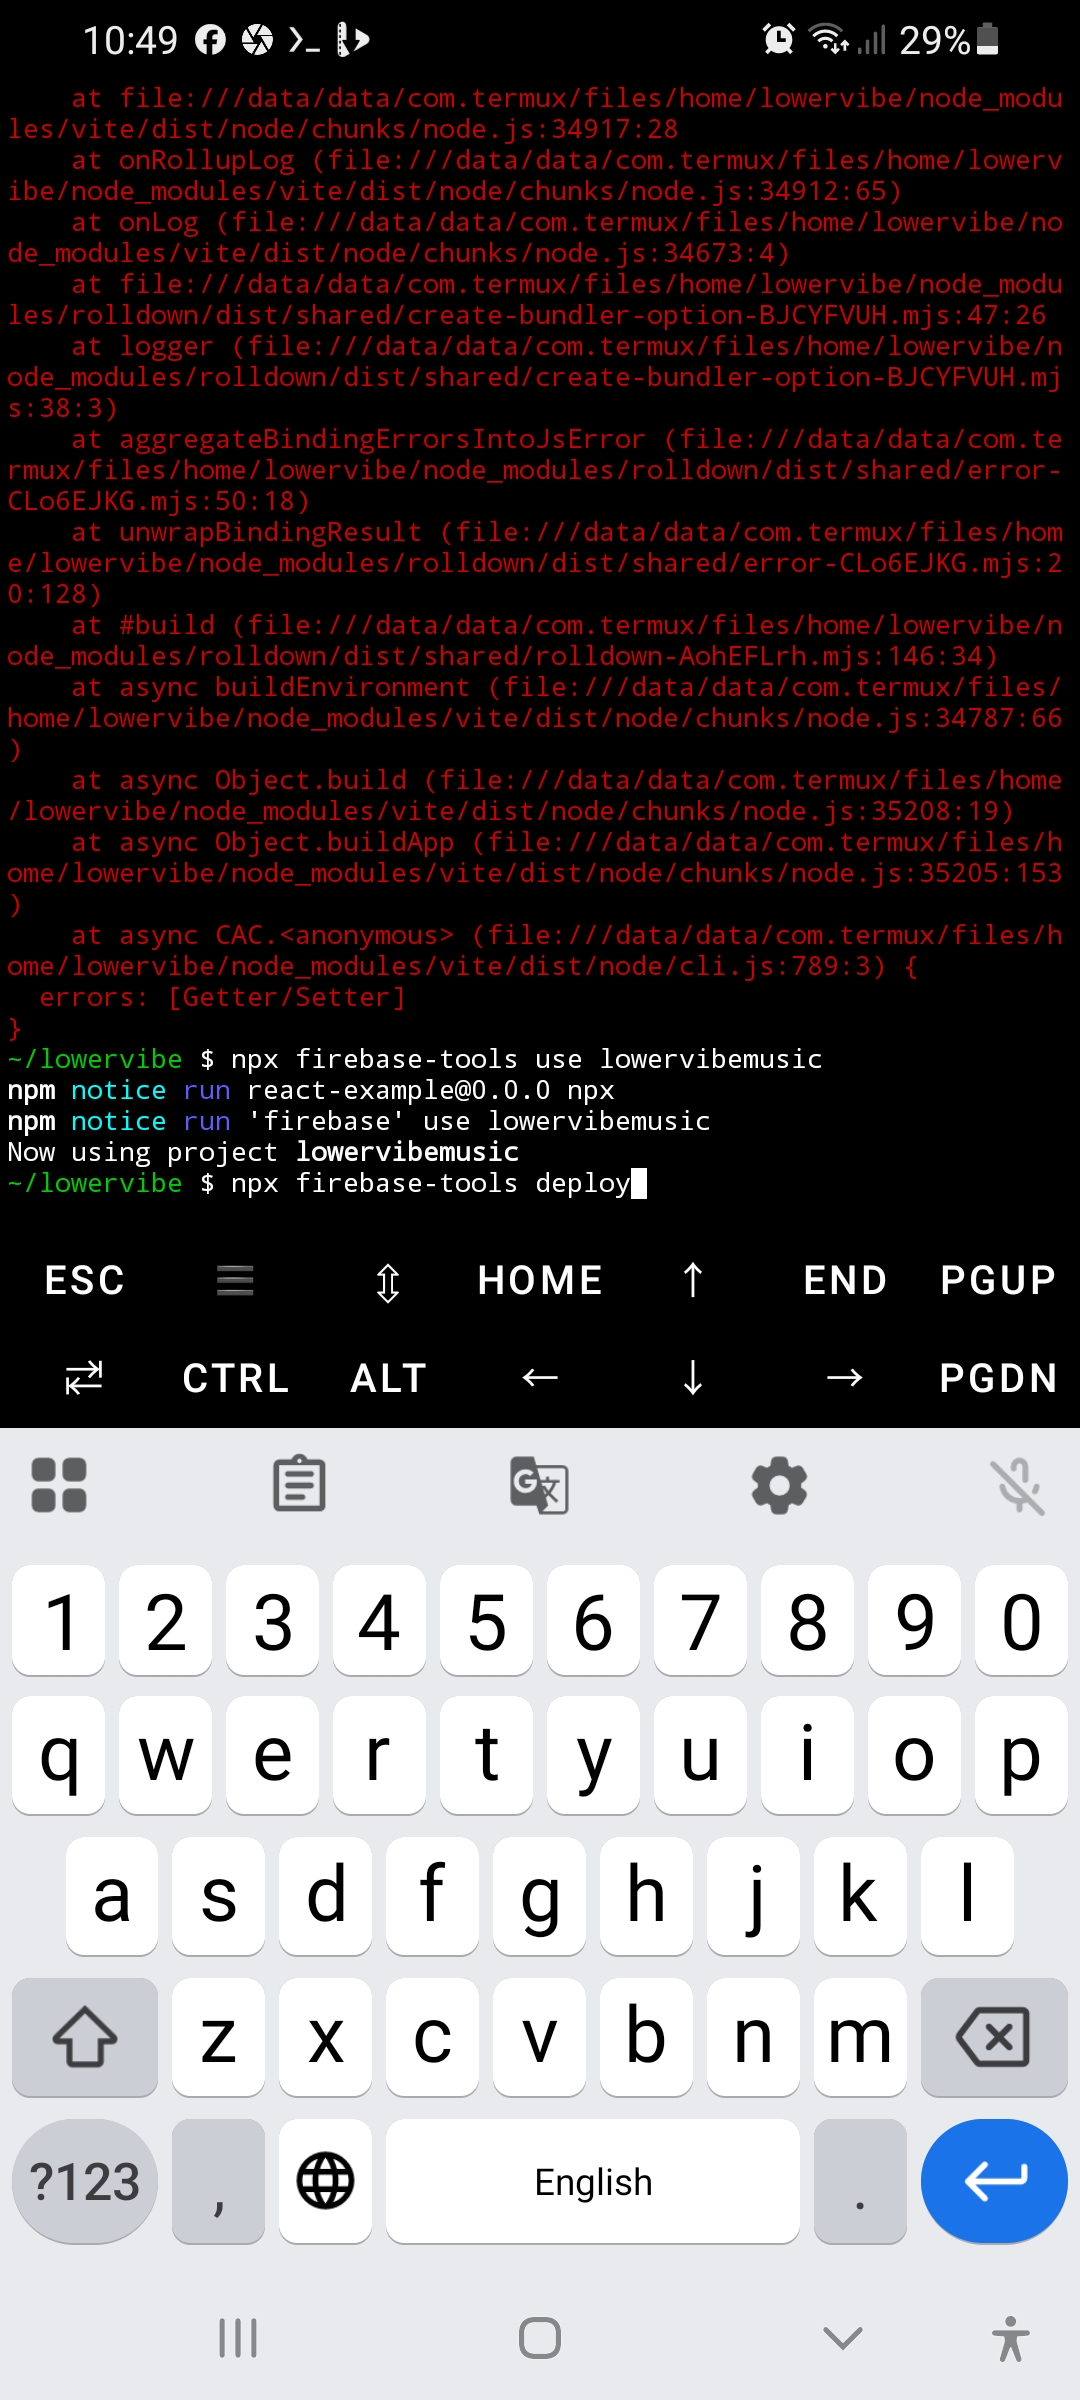 10:49
29%
at file:///data/data/com.termux/files/home/lowervibe/node_modu
les/vite/dist/node/chunks/node.js:34917:28
at onRollupLog (file:///data/data/com.termux/files/home/lowerv
ibe/node_modules/vite/dist/node/chunks/node.js:34912:65)
at onLog (file:///data/data/com.termux/files/home/lowervibe/no
de_modules/vite/dist/node/chunks/node.js:34673:4)
at file:///data/data/com.termux/files/home/lowervibe/node_modu
les/rolldown/dist/shared/create-bundler-option-BJCYFVUH.mjs:47:26
at logger (file:///data/data/com.termux/files/home/lowervibe/n
ode_modules/rolldown/dist/shared/create-bundler-option-BJCYFVUH.mj
s:38:3)
at aggregateBindingErrorsIntoJsError (file:///data/data/com.te
rmux/files/home/lowervibe/node_modules/rolldown/dist/shared/error-
CLo6EJKG.mjs:50:18)
at unwrapBindingResult (file:///data/data/com.termux/files/hom
e/lowervibe/node_modules/rolldown/dist/shared/error-CLo6EJKG.mjs:2
0:128)
at #build (file:///data/data/com.termux/files/home/lowervibe/n
ode_modules/rolldown/dist/shared/rolldown-AohEFLrh.mjs:146:34)
at async buildEnvironment (file:///data/data/com.termux/files/
home/lowervibe/node_modules/vite/dist/node/chunks/node.js:34787:66
)
at async Object.build (file:///data/data/com.termux/files/home
/lowervibe/node_modules/vite/dist/node/chunks/node.js:35208:19)
at async Object.buildApp (file:///data/data/com.termux/files/h
ome/lowervibe/node_modules/vite/dist/node/chunks/node.js:35205:153
)
at async CAC.<anonymous> (file:///data/data/com.termux/files/h
ome/lowervibe/node_modules/vite/dist/node/cli.js:789:3) {
errors: [Getter/Setter]
}
~/lowervibe $ npx firebase-tools use lowervibemusic
npm notice run react-example@0.0.0 npx
npm notice run 'firebase' use lowervibemusic
Now using project lowervibemusic
~/lowervibe $ npx firebase-tools deploy
ESC ☰ ⇳ HOME ↑ END PGUP
⇄ CTRL ALT ← ↓ → PGDN
1 2 3 4 5 6 7 8 9 0
q w e r t y u i o p
a s d f g h j k l
z x c v b n m
?123 , English .